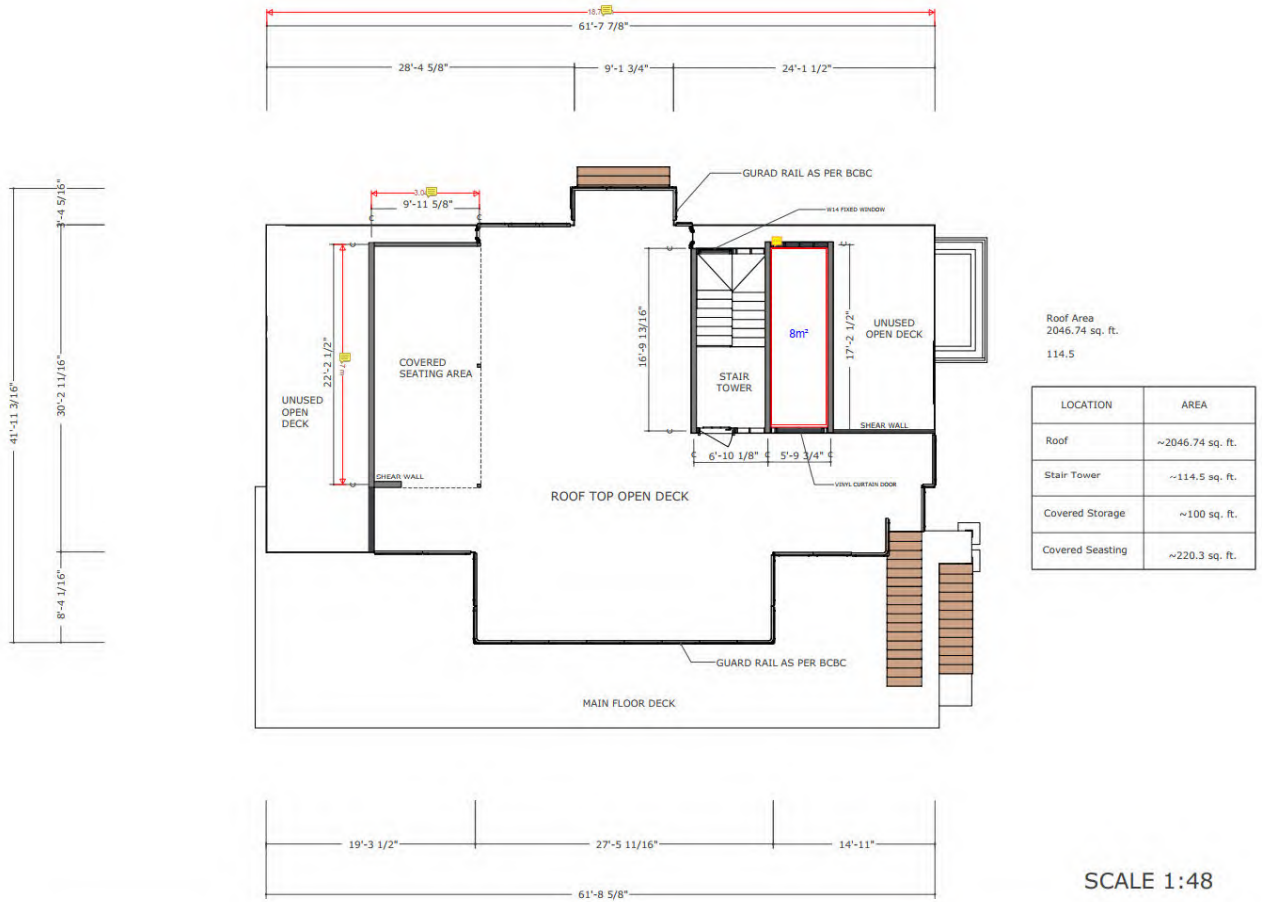 61'-7 7/8"
28'-4 5/8"
9'-1 3/4"
24'-1 1/2"
GURAD RAIL AS PER BCBC
3'-4 5/16"
9'-11 5/8"
W14 FIXED WINDOW
41'-11 3/16"
30'-2 11/16"
22'-2 1/2"
16'-9 13/16"
17'-2 1/2"
8m²
UNUSED
OPEN DECK
COVERED
SEATING AREA
STAIR
TOWER
UNUSED
OPEN
DECK
SHEAR WALL
6'-10 1/8"
5'-9 3/4"
SHEAR WALL
VINYL CURTAIN DOOR
ROOF TOP OPEN DECK
8'-4 1/16"
GUARD RAIL AS PER BCBC
MAIN FLOOR DECK
Roof Area
2046.74 sq. ft.
114.5
LOCATION AREA
Roof ~2046.74 sq. ft.
Stair Tower ~114.5 sq. ft.
Covered Storage ~100 sq. ft.
Covered Seasting ~220.3 sq. ft.
19'-3 1/2"
27'-5 11/16"
14'-11"
61'-8 5/8"
SCALE 1:48